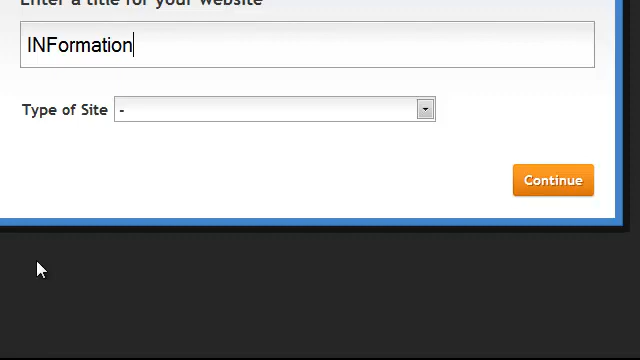 Enter a title for your website
INFormation
Type of Site -
Continue